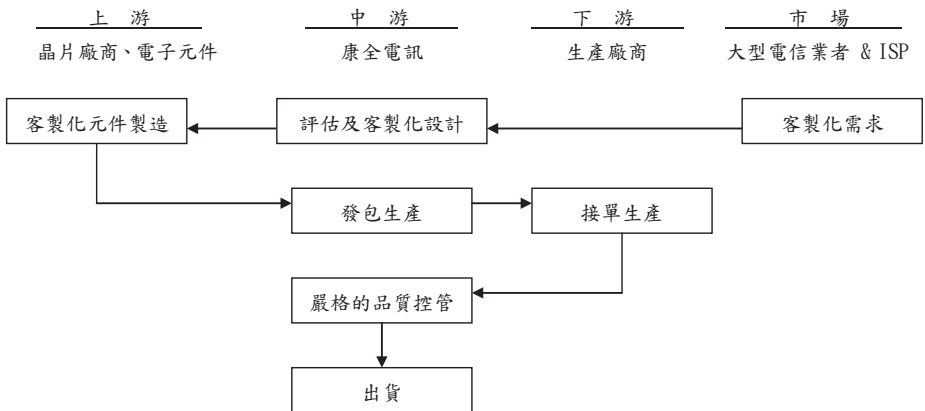 上 游 中 游 下 游 市 場
晶片廠商、電子元件 康全電訊 生產廠商 大型電信業者 & ISP
客製化元件製造 評估及客製化設計 客製化需求
發包生產 接單生產
嚴格的品質控管
出貨